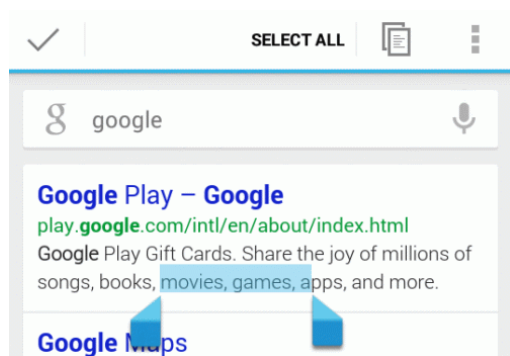 SELECT ALL
g google
Google Play – Google
play.google.com/intl/en/about/index.html
Google Play Gift Cards. Share the joy of millions of
songs, books, movies, games, apps, and more.
Google Maps